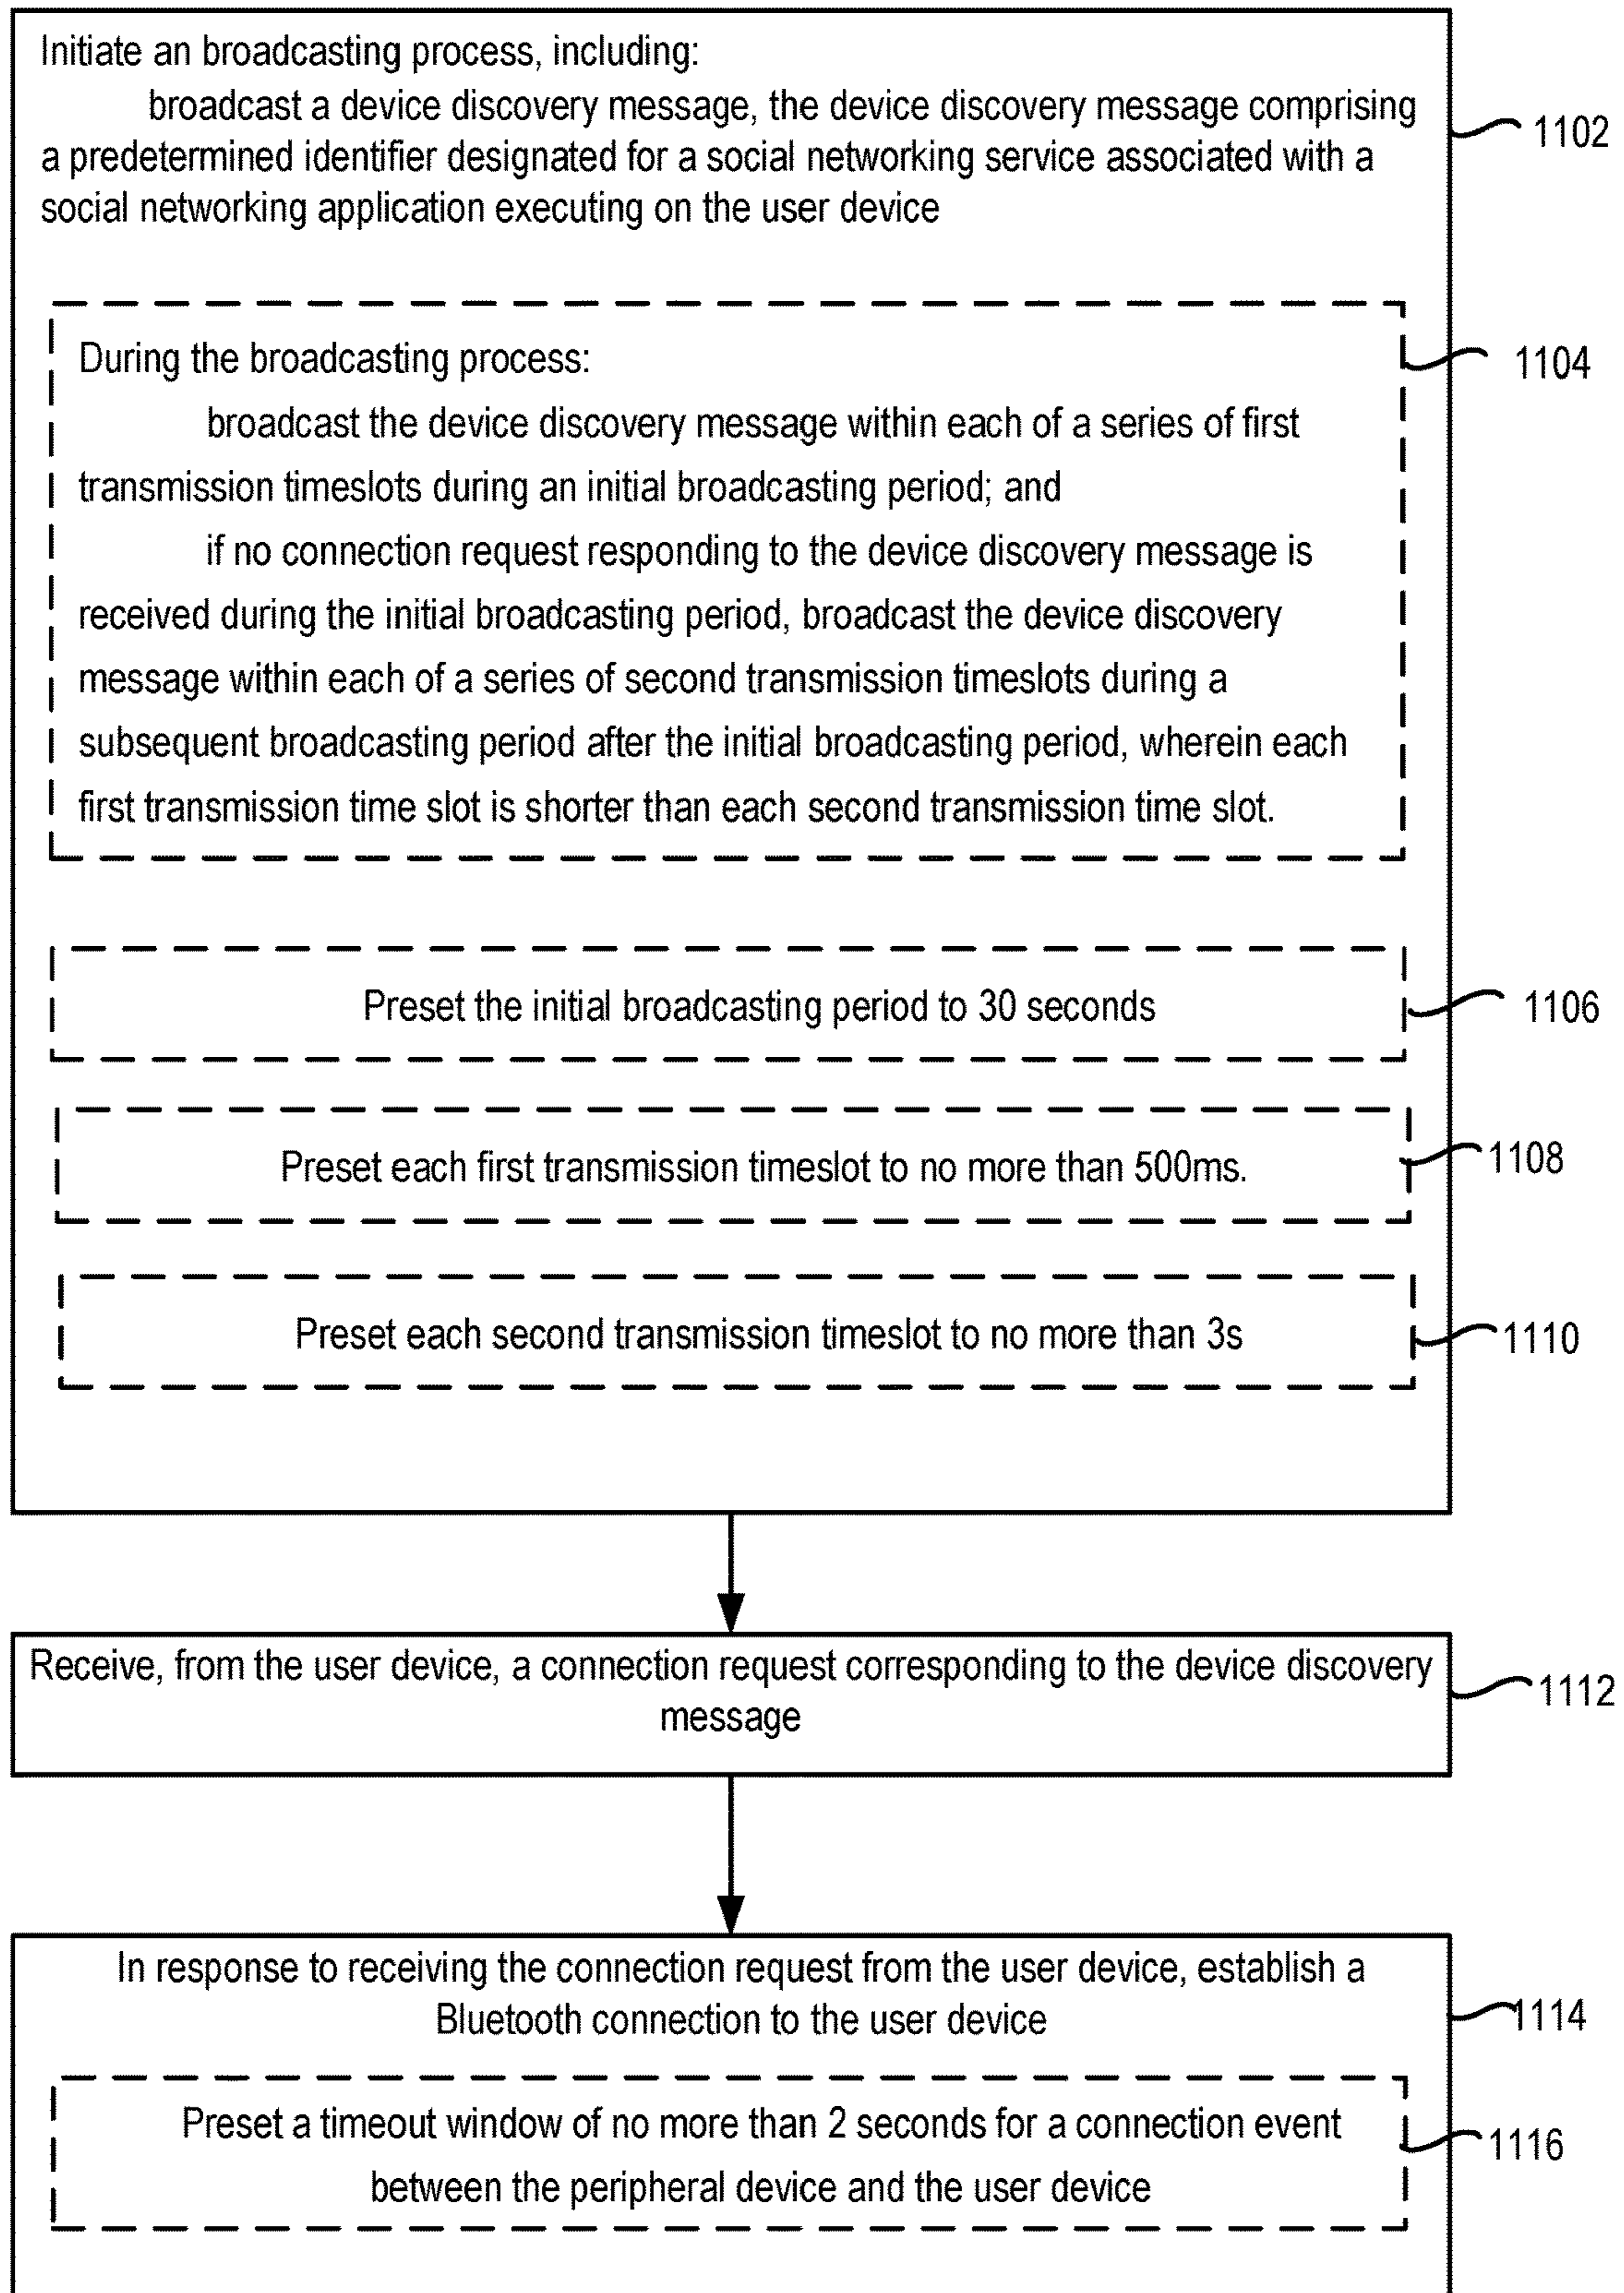 Initiate an broadcasting process, including:
broadcast a device discovery message, the device discovery message comprising
a predetermined identifier designated for a social networking service associated with a
social networking application executing on the user device
1102
During the broadcasting process:
1104
broadcast the device discovery message within each of a series of first
transmission timeslots during an initial broadcasting period; and
if no connection request responding to the device discovery message is
received during the initial broadcasting period, broadcast the device discovery
message within each of a series of second transmission timeslots during a
subsequent broadcasting period after the initial broadcasting period, wherein each
first transmission time slot is shorter than each second transmission time slot.
Preset the initial broadcasting period to 30 seconds
1106
Preset each first transmission timeslot to no more than 500ms.
1108
Preset each second transmission timeslot to no more than 3s
1110
Receive, from the user device, a connection request corresponding to the device discovery
message
1112
In response to receiving the connection request from the user device, establish a
Bluetooth connection to the user device
1114
Preset a timeout window of no more than 2 seconds for a connection event
between the peripheral device and the user device
1116